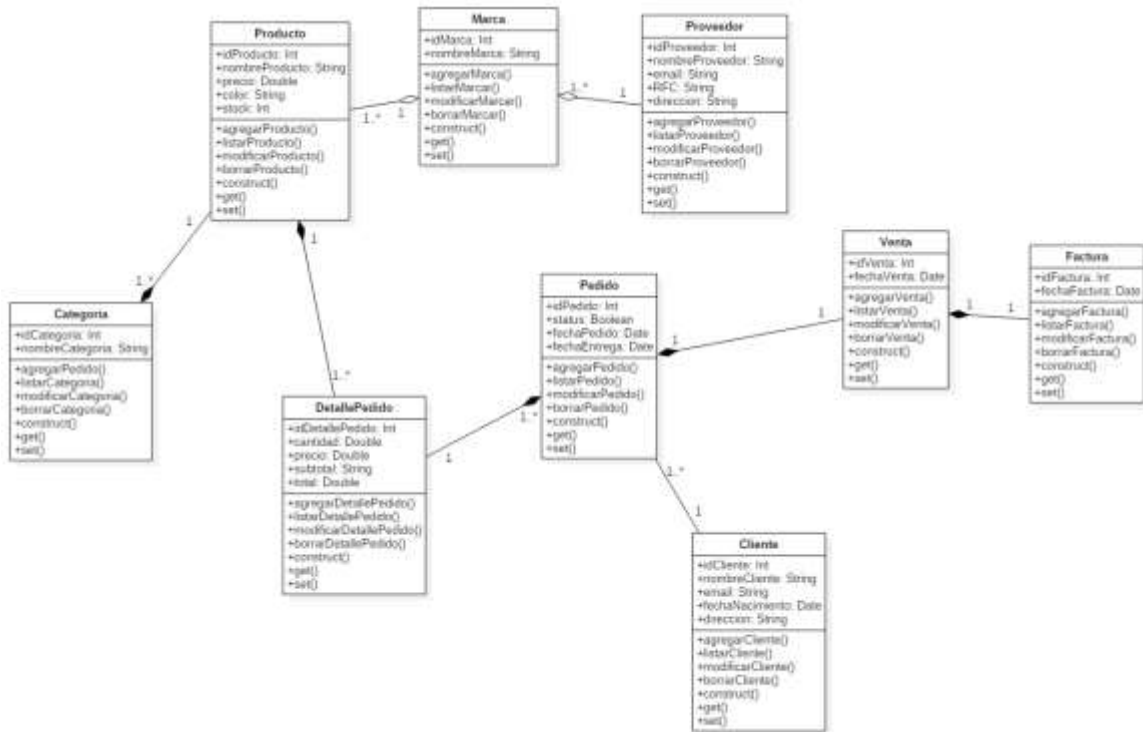 Marca
+idMarca: Int
+nombreMarca: String
+agregarMarca()
+listarMarcar()
+modificarMarcar()
+borrarMarcar()
+construct()
+get()
+set()
Proveedor
+idProveedor: Int
+nombreProveedor: String
+email: String
+RFC: String
+direccion: String
+agregarProveedor()
+listarProveedor()
+modificarProveedor()
+borrarProveedor()
+construct()
+get()
+set()
Producto
+idProducto: Int
+nombreProducto: String
+precio: Double
+color: String
+stock: Int
+agregarProducto()
+listarProducto()
+modificarProducto()
+borrarProducto()
+construct()
+get()
+set()
1..*
1
1..*
1
1
1..*
1
1..*
Categoria
+idCategoria: Int
+nombreCategoria: String
+agregarPedido()
+listarCategoria()
+modificarCategoria()
+borrarCategoria()
+construct()
+get()
+set()
DetallePedido
+idDetallePedido: Int
+cantidad: Double
+precio: Double
+subtotal: String
+total: Double
+agregarDetallePedido()
+listarDetallePedido()
+modificarDetallePedido()
+borrarDetallePedido()
+construct()
+get()
+set()
1
1..*
Pedido
+idPedido: Int
+status: Boolean
+fechaPedido: Date
+fechaEntrega: Date
+agregarPedido()
+listarPedido()
+modificarPedido()
+borrarPedido()
+construct()
+get()
+set()
1
1
Venta
+idVenta: Int
+fechaVenta: Date
+agregarVenta()
+listarVenta()
+modificarVenta()
+borrarVenta()
+construct()
+get()
+set()
1
1
Factura
+idFactura: Int
+fechaFactura: Date
+agregarFactura()
+listarFactura()
+modificarFactura()
+borrarFactura()
+construct()
+get()
+set()
1..*
1
Cliente
+idCliente: Int
+nombreCliente: String
+email: String
+fechaNacimiento: Date
+direccion: String
+agregarCliente()
+listarCliente()
+modificarCliente()
+borrarCliente()
+construct()
+get()
+set()